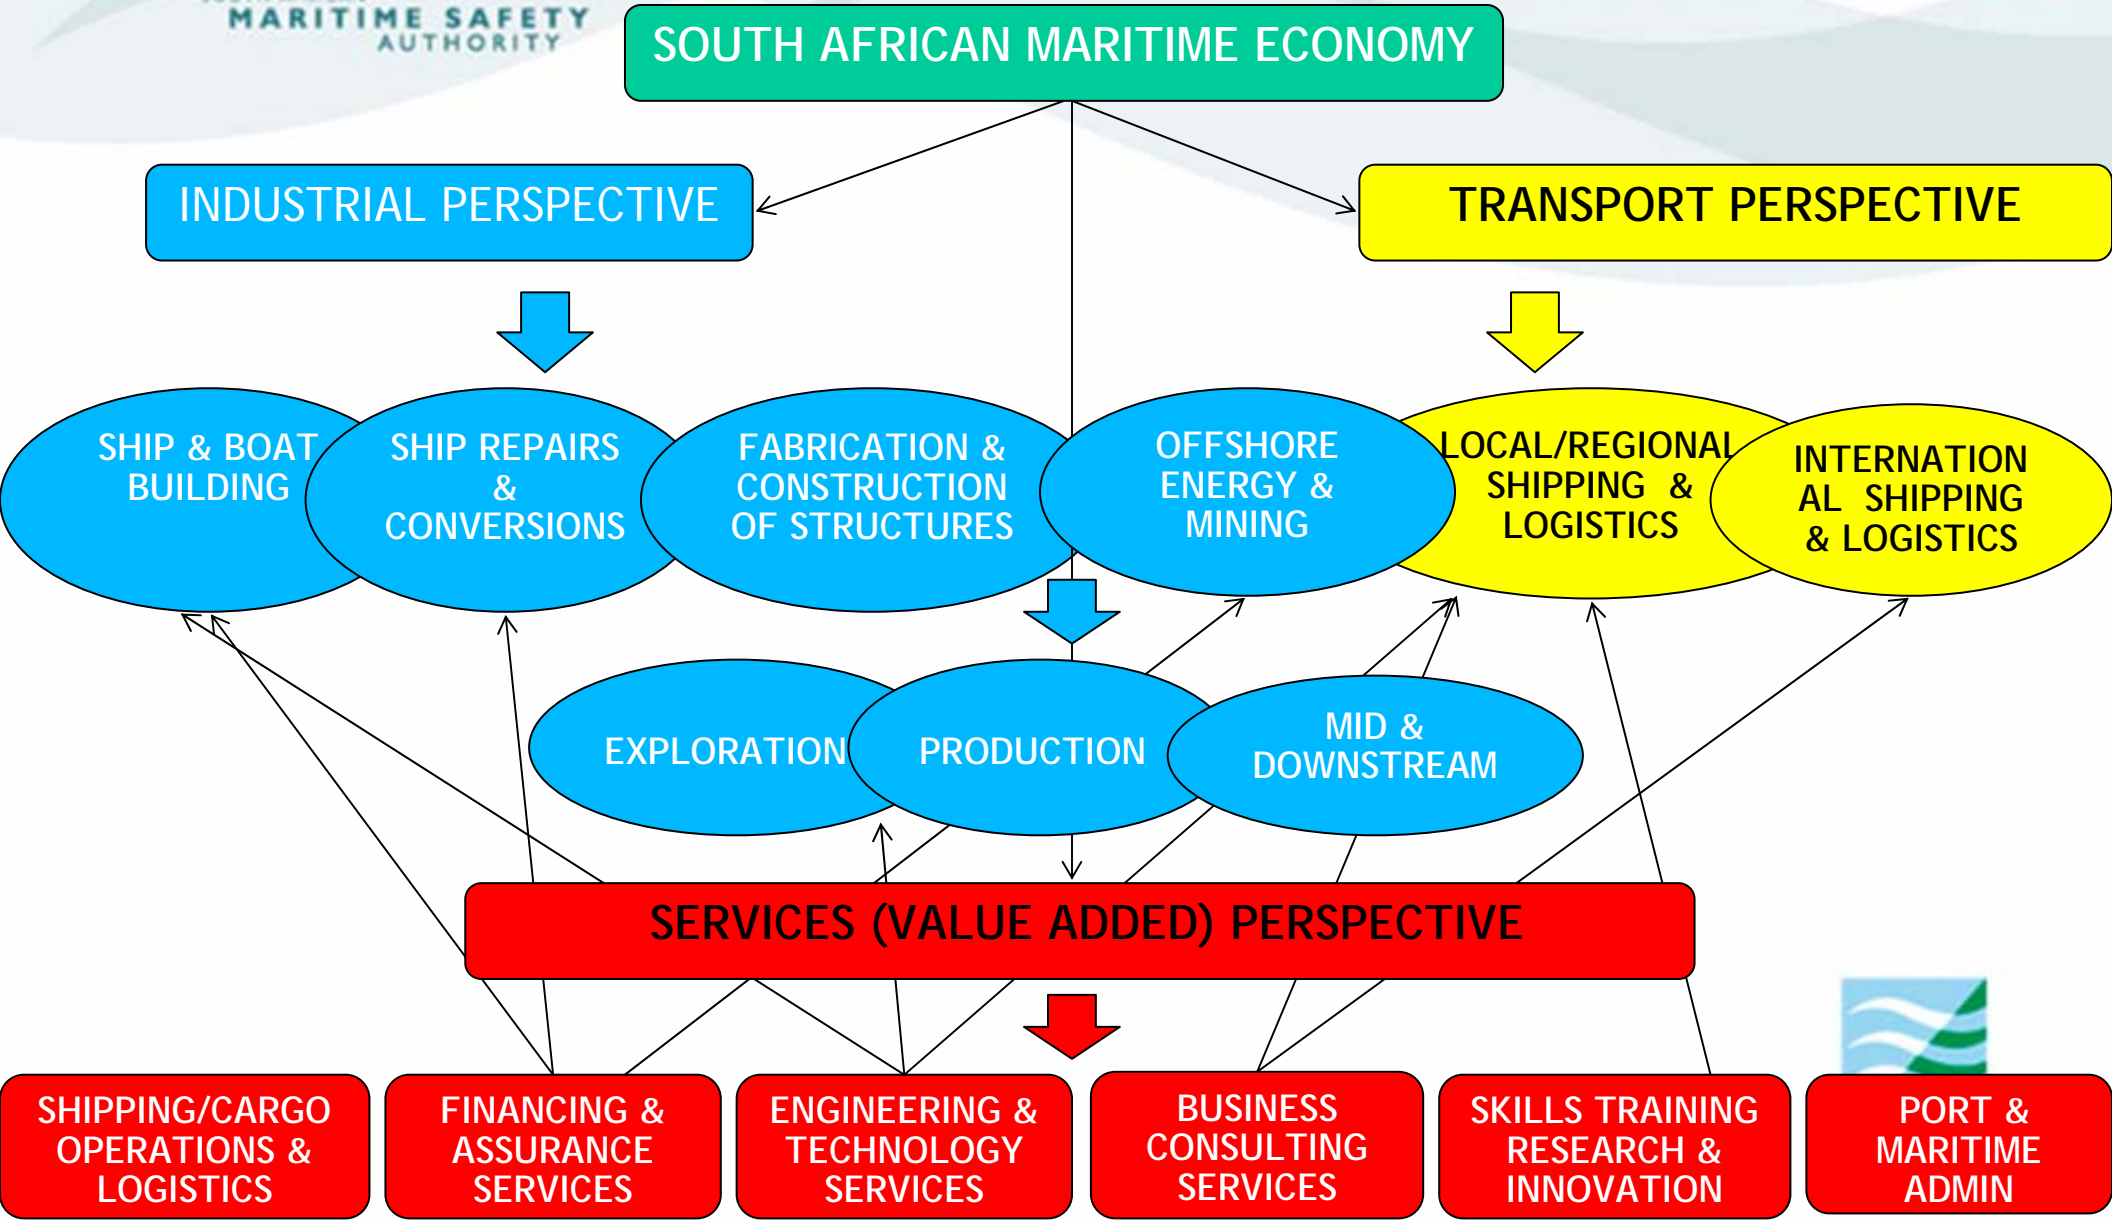 MARITIME SAFETY
AUTHORITY
SOUTH AFRICAN MARITIME ECONOMY
INDUSTRIAL PERSPECTIVE
TRANSPORT PERSPECTIVE
SHIP & BOAT
BUILDING
SHIP REPAIRS
&
CONVERSIONS
FABRICATION &
CONSTRUCTION
OF STRUCTURES
OFFSHORE
ENERGY &
MINING
LOCAL/REGIONAL
SHIPPING &
LOGISTICS
INTERNATION
AL SHIPPING
& LOGISTICS
EXPLORATION
PRODUCTION
MID &
DOWNSTREAM
SERVICES (VALUE ADDED) PERSPECTIVE
SHIPPING/CARGO
OPERATIONS &
LOGISTICS
FINANCING &
ASSURANCE
SERVICES
ENGINEERING &
TECHNOLOGY
SERVICES
BUSINESS
CONSULTING
SERVICES
SKILLS TRAINING
RESEARCH &
INNOVATION
PORT &
MARITIME
ADMIN